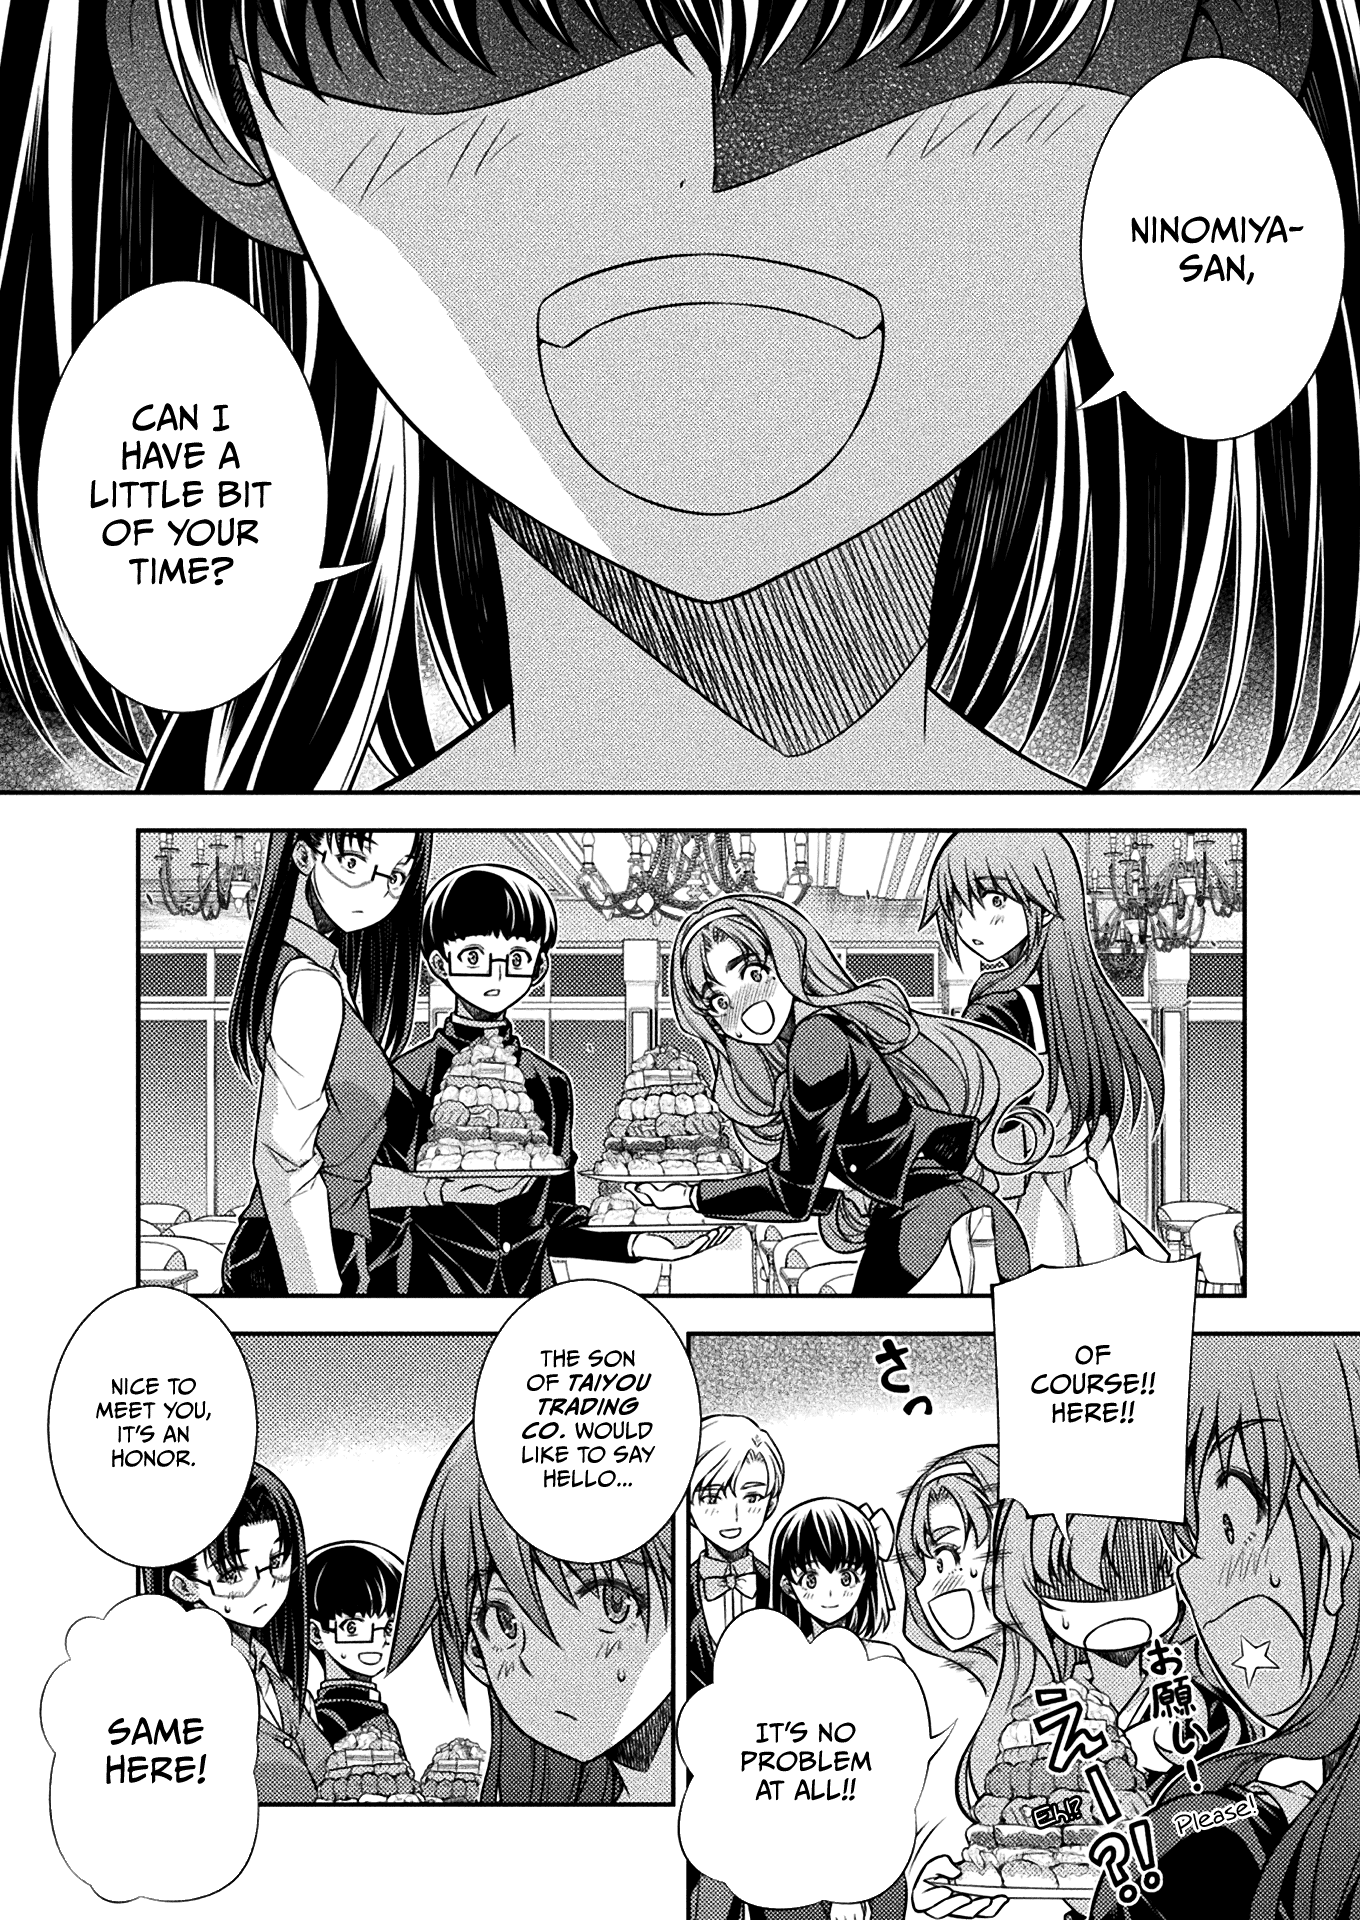 NINOMIYA-
SAN,
CAN I
HAVE A
LITTLE BIT
OF YOUR
TIME?
OF
COURSE!!
HERE!!
さっ
お願い!
Please!
えー?!
Eh!?
IT'S NO
PROBLEM
AT ALL!!
THE SON
OF TAIYOU
TRADING
CO. WOULD
LIKE TO SAY
HELLO...
NICE TO
MEET YOU,
IT'S AN
HONOR.
SAME
HERE!